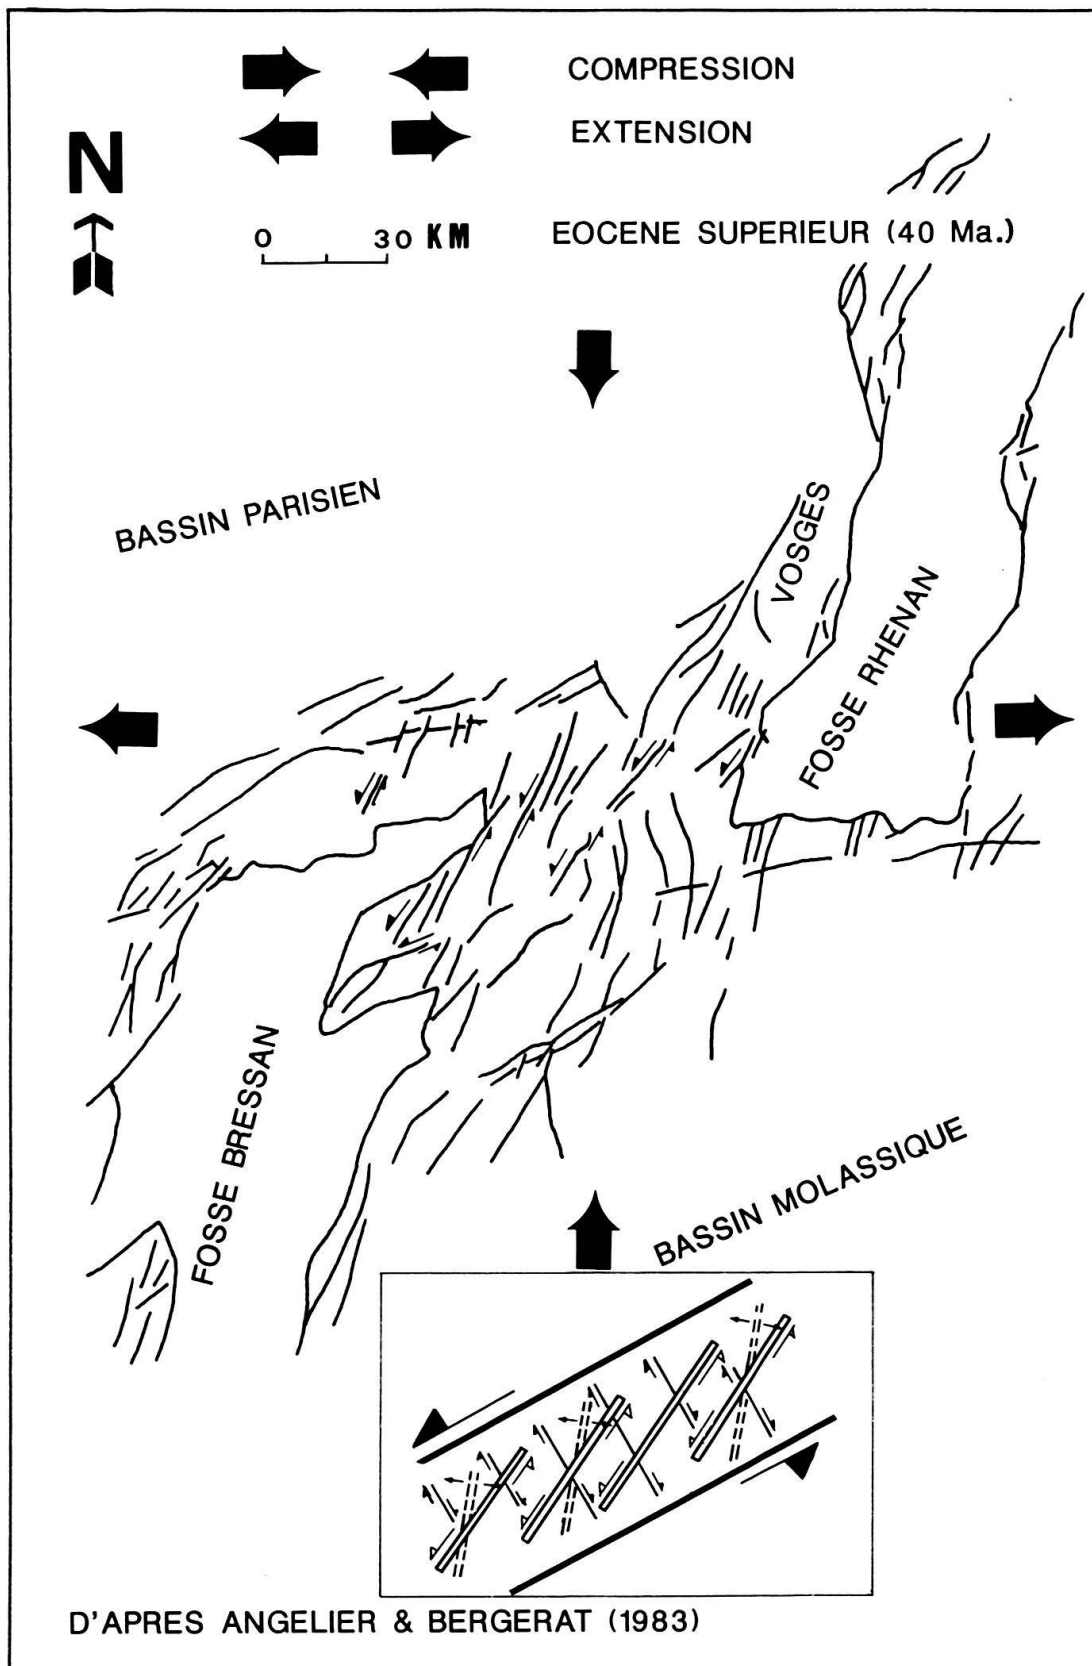 COMPRESSION
EXTENSION
N
0 30 KM
EOCENE SUPERIEUR (40 Ma.)
BASSIN PARISIEN
VOSGES
FOSSE RHENAN
FOSSE BRESSAN
BASSIN MOLASSIQUE
D'APRES ANGELIER & BERGERAT (1983)